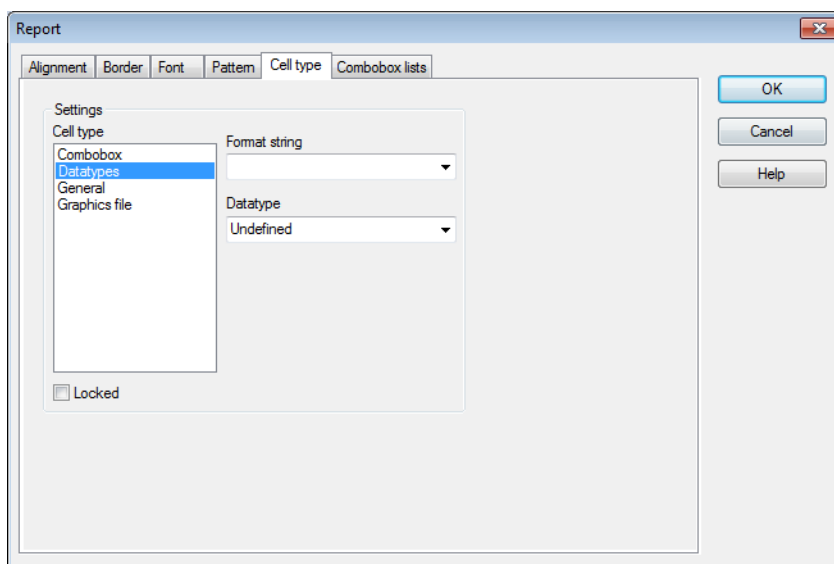 Report
Alignment Border Font Pattern Cell type Combobox lists
OK
Cancel
Help
Settings
Cell type
Combobox
Datatypes
General
Graphics file
Format string
Datatype
Undefined
Locked